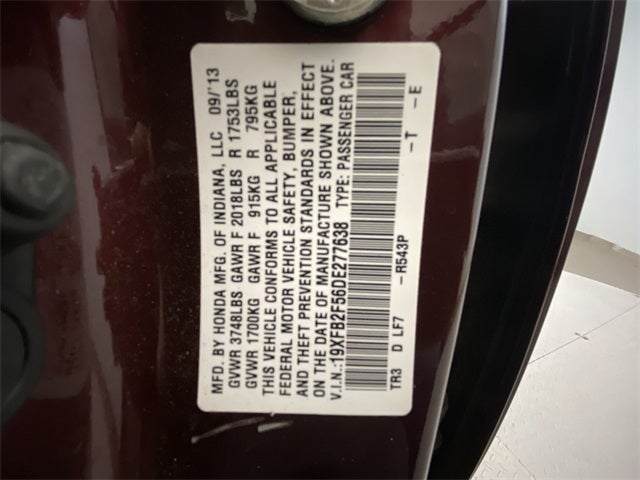 MFD. BY HONDA MFG. OF INDIANA, LLC 09/'13
GVWR 3748LBS GAWR F 2018LBS R 1753LBS
GVWR 1700KG GAWR F 915KG R 795KG
THIS VEHICLE CONFORMS TO ALL APPLICABLE
FEDERAL MOTOR VEHICLE SAFETY, BUMPER,
AND THEFT PREVENTION STANDARDS IN EFFECT
ON THE DATE OF MANUFACTURE SHOWN ABOVE.
V.I.N.:19XFB2F56DE277638 TYPE: PASSENGER CAR
TR3 D LF7 -R543P -T -E